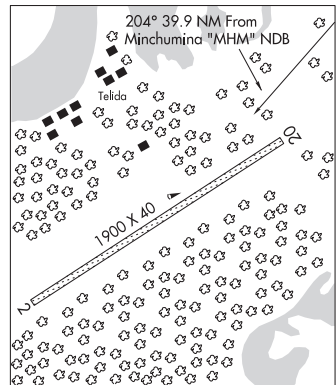 204° 39.9 NM From
Minchumina "MHM" NDB
Telida
20
1900 X 40
2